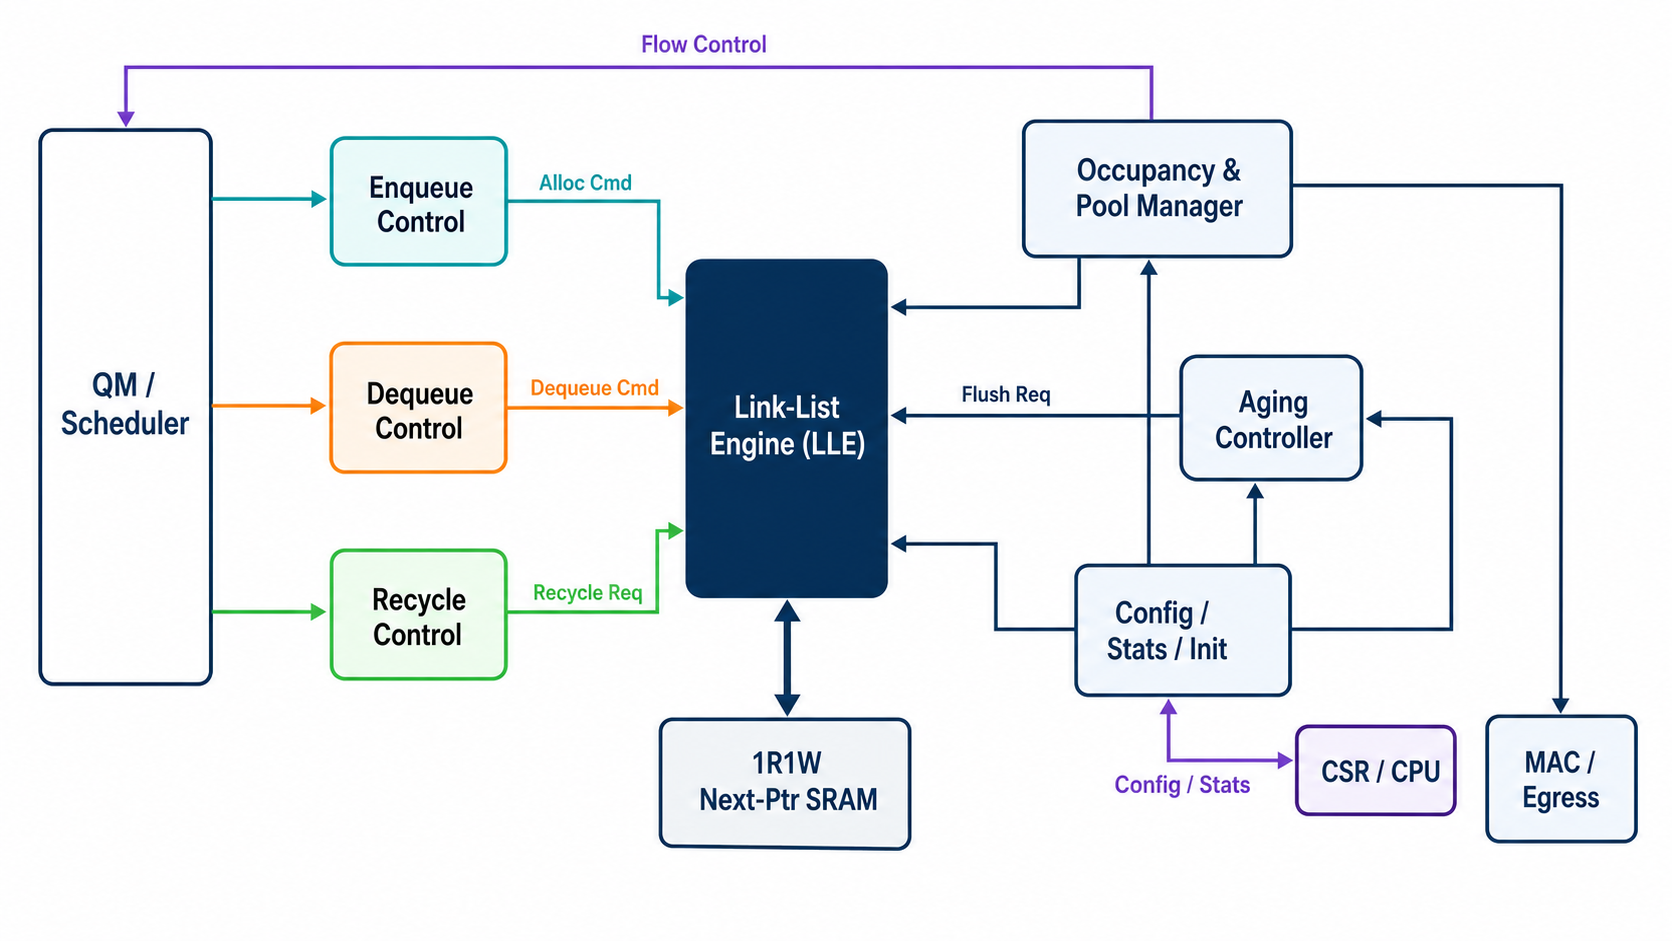 Flow Control
Occupancy &
Pool Manager
Enqueue
Control
Alloc Cmd
QM /
Scheduler
Dequeue
Control
Dequeue Cmd
Link-List
Engine (LLE)
Flush Req
Aging
Controller
Recycle
Control
Recycle Req
Config /
Stats / Init
1R1W
Next-Ptr SRAM
Config / Stats
CSR / CPU
MAC /
Egress